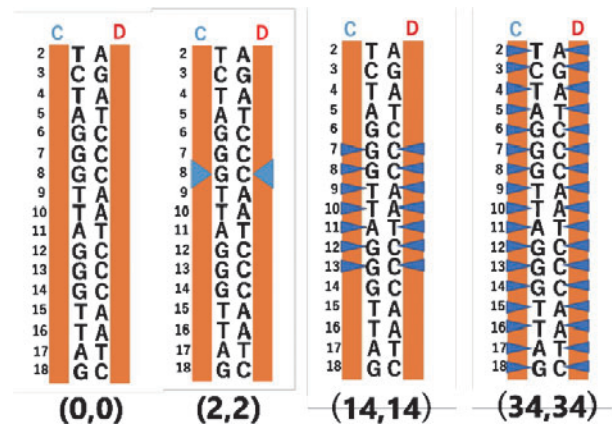 C D
2 T A
3 C G
4 T A
5 A T
6 G C
7 G C
8 G C
9 T A
10 T A
11 A T
12 G C
13 G C
14 G C
15 T A
16 T A
17 A T
18 G C
(0,0)
C D
2 T A
3 C G
4 T A
5 A T
6 G C
7 G C
8 G C
9 T A
10 T A
11 A T
12 G C
13 G C
14 G C
15 T A
16 T A
17 A T
18 G C
(2,2)
C D
2 T A
3 C G
4 T A
5 A T
6 G C
7 G C
8 G C
9 T A
10 T A
11 A T
12 G C
13 G C
14 G C
15 T A
16 T A
17 A T
18 G C
(14,14)
C D
2 T A
3 C G
4 T A
5 A T
6 G C
7 G C
8 G C
9 T A
10 T A
11 A T
12 G C
13 G C
14 G C
15 T A
16 T A
17 A T
18 G C
(34,34)